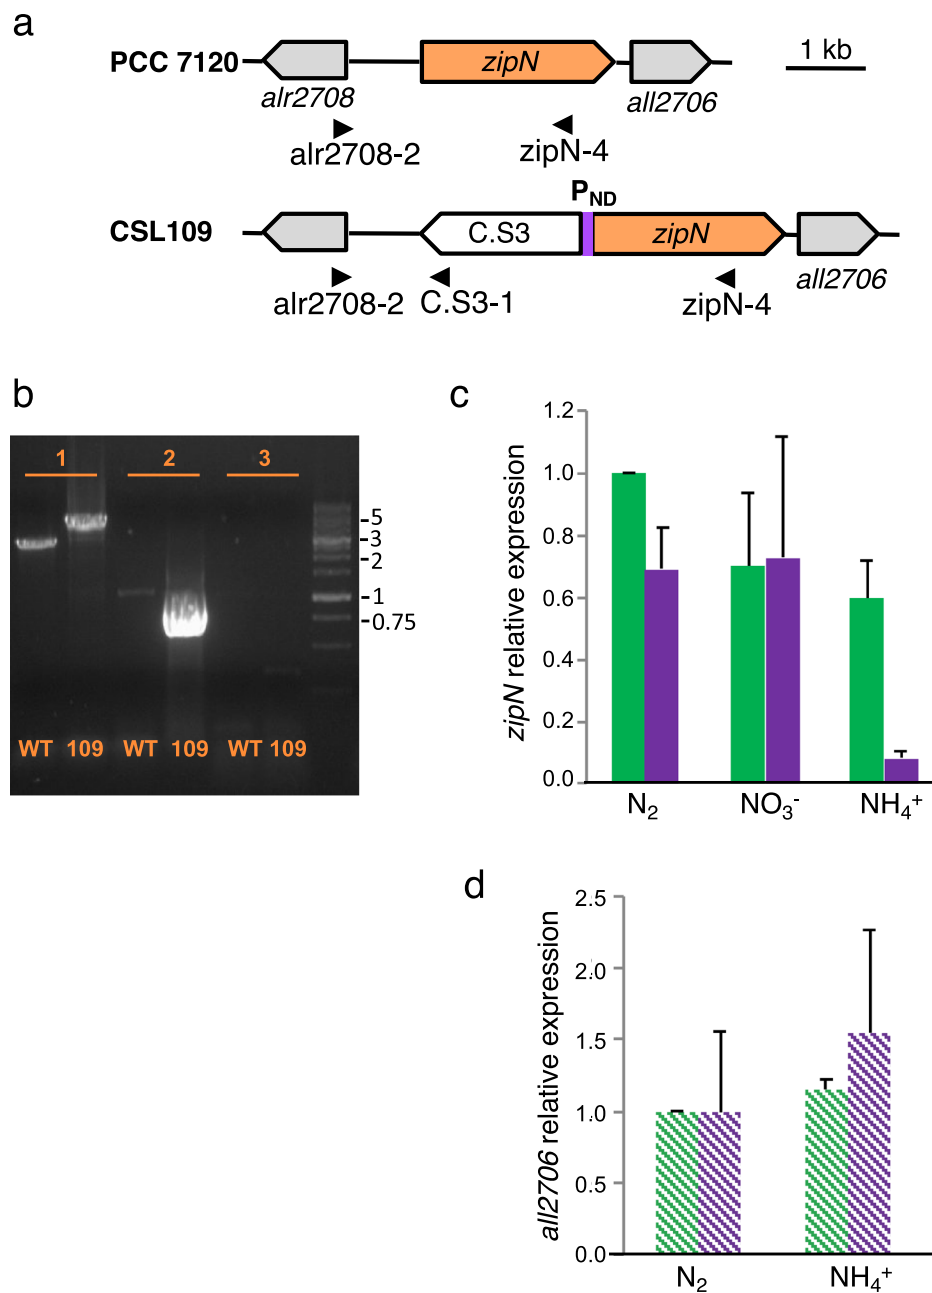 a
PCC 7120
zipN
1 kb
alr2708
all2706
alr2708-2
zipN-4
P_ND
CSL109
C.S3
zipN
all2706
alr2708-2
C.S3-1
zipN-4
b
1 2 3
-5
-3
-2
-1
-0.75
WT 109 WT 109 WT 109
c
zipN relative expression
1.2
1.0
0.8
0.6
0.4
0.2
0.0
N₂ NO₃⁻ NH₄⁺
d
all2706 relative expression
2.5
2.0
1.5
1.0
0.5
0.0
N₂ NH₄⁺